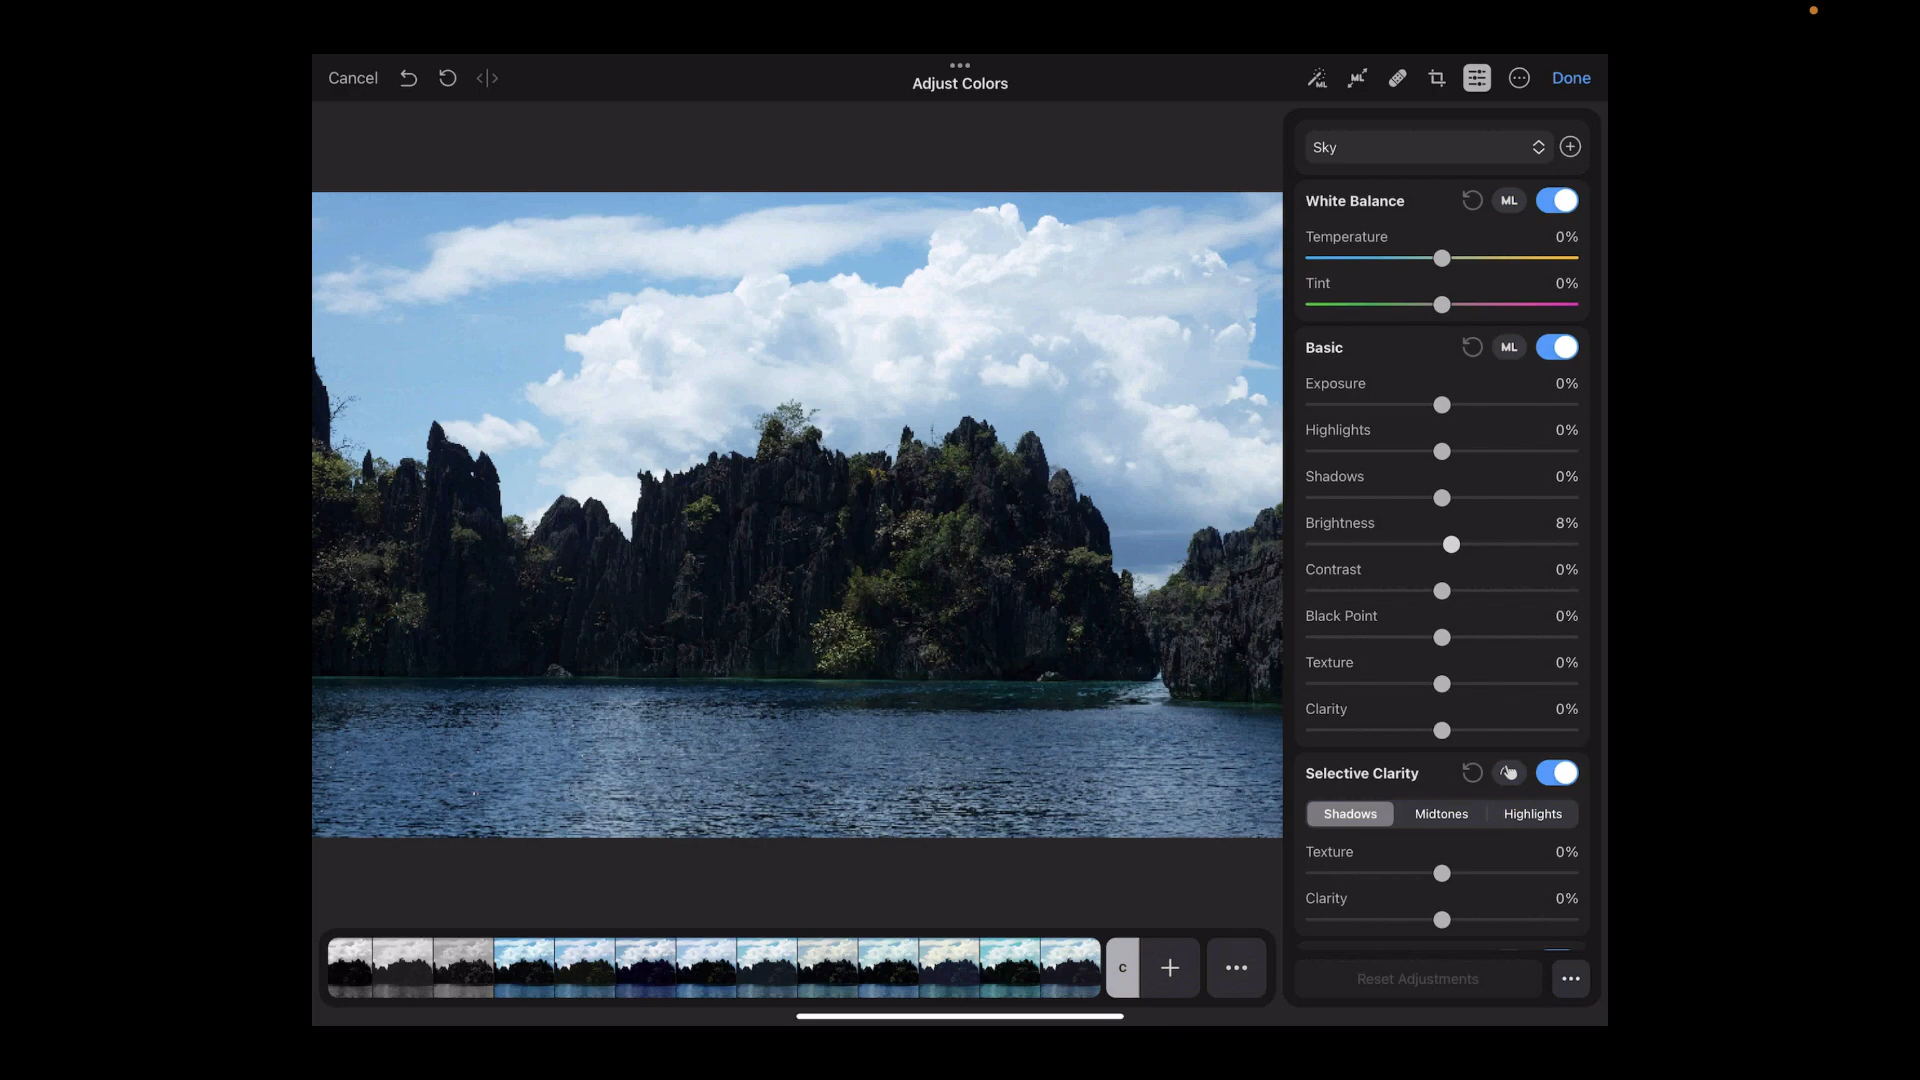 Cancel
Adjust Colors
ML
ML
Done
Sky
White Balance
ML
Temperature 0%
Tint 0%
Basic
ML
Exposure 0%
Highlights 0%
Shadows 0%
Brightness 8%
Contrast 0%
Black Point 0%
Texture 0%
Clarity 0%
Selective Clarity
Shadows Midtones Highlights
Texture 0%
Clarity 0%
C
Reset Adjustments